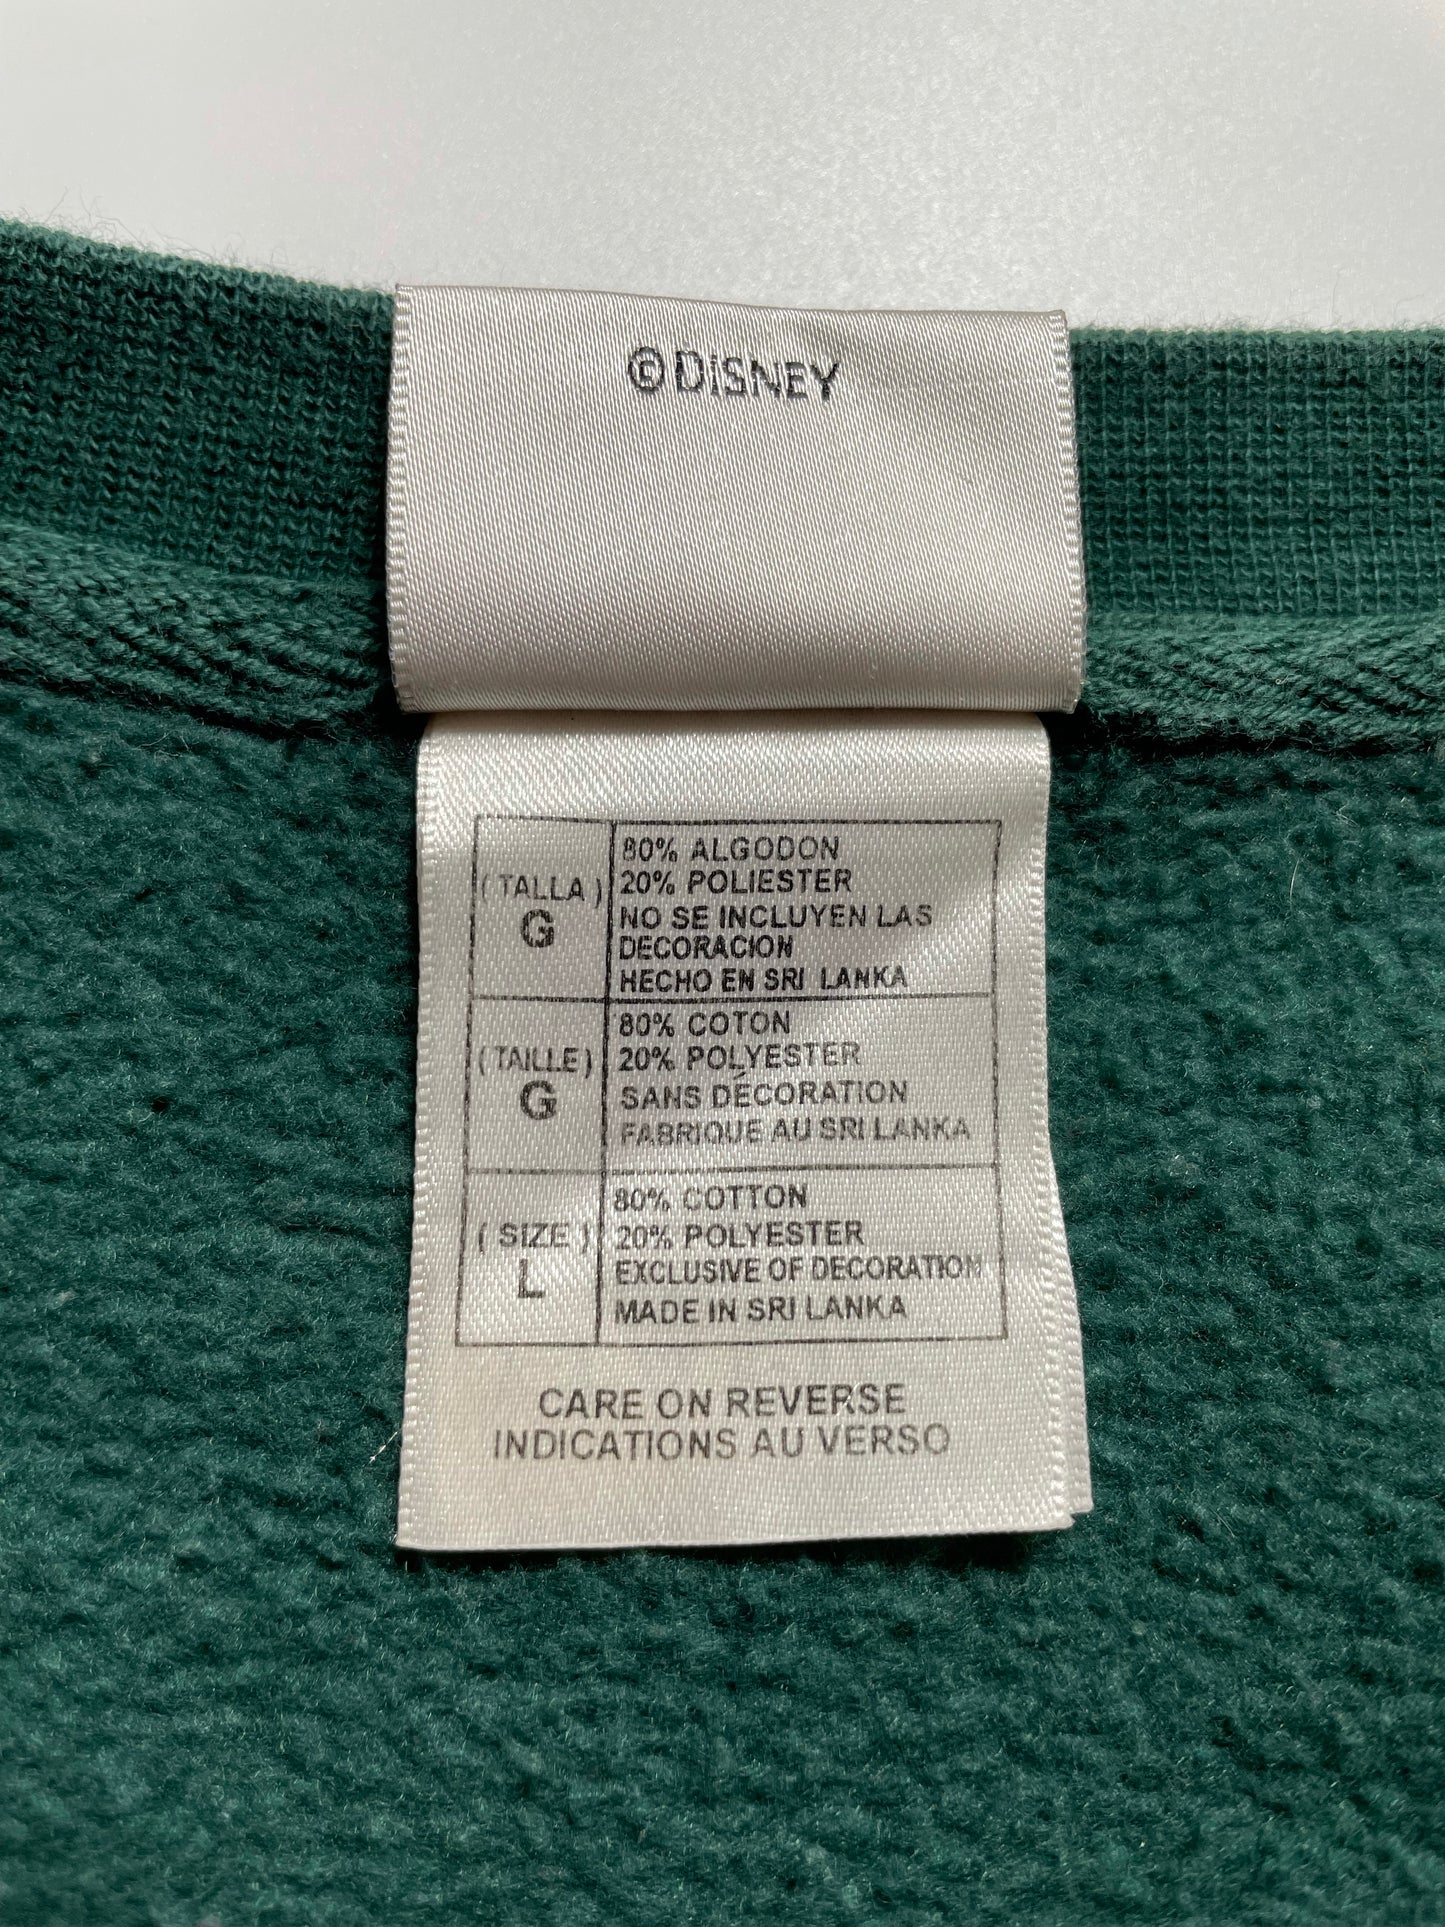 ©DISNEY
(TALLA)
G
80% ALGODON
20% POLIESTER
NO SE INCLUYEN LAS
DECORACION
HECHO EN SRI LANKA
(TAILLE)
G
80% COTON
20% POLYESTER
SANS DÉCORATION
FABRIQUE AU SRI LANKA
(SIZE)
L
80% COTTON
20% POLYESTER
EXCLUSIVE OF DECORATION
MADE IN SRI LANKA
CARE ON REVERSE
INDICATIONS AU VERSO